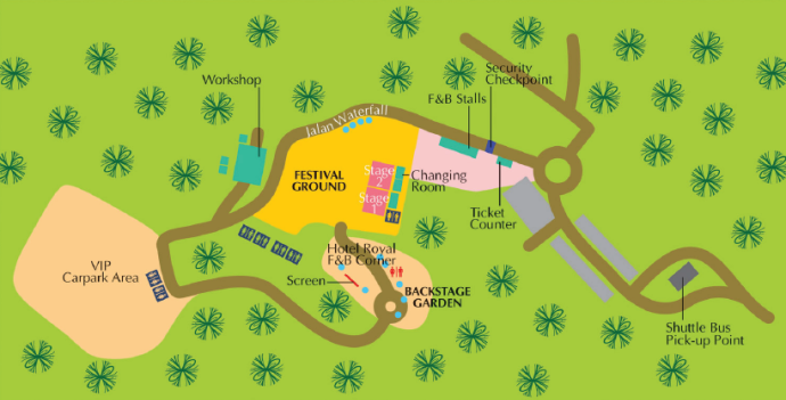 Workshop
Jalan Waterfall
F&B Stalls
Security
Checkpoint
FESTIVAL
GROUND
Stage
2
Stage
1
Changing
Room
Ticket
Counter
VIP
Carpark Area
Hotel Royal
F&B Corner
Screen
BACKSTAGE
GARDEN
Shuttle Bus
Pick-up Point